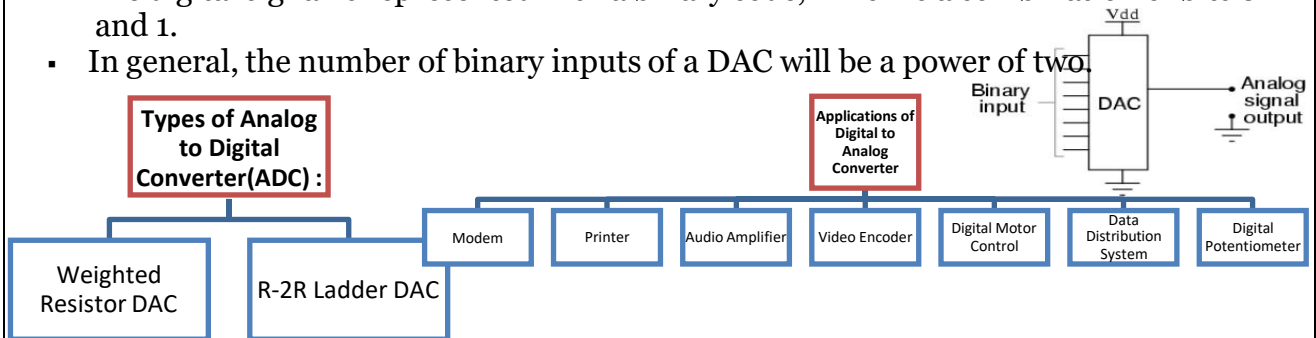 and 1.
▪ In general, the number of binary inputs of a DAC will be a power of two.
Vdd
Binary
input
DAC
Analog
signal
output
Types of Analog
to Digital
Converter(ADC) :
Weighted
Resistor DAC
R-2R Ladder DAC
Applications of
Digital to
Analog
Converter
Modem
Printer
Audio Amplifier
Video Encoder
Digital Motor
Control
Data
Distribution
System
Digital
Potentiometer